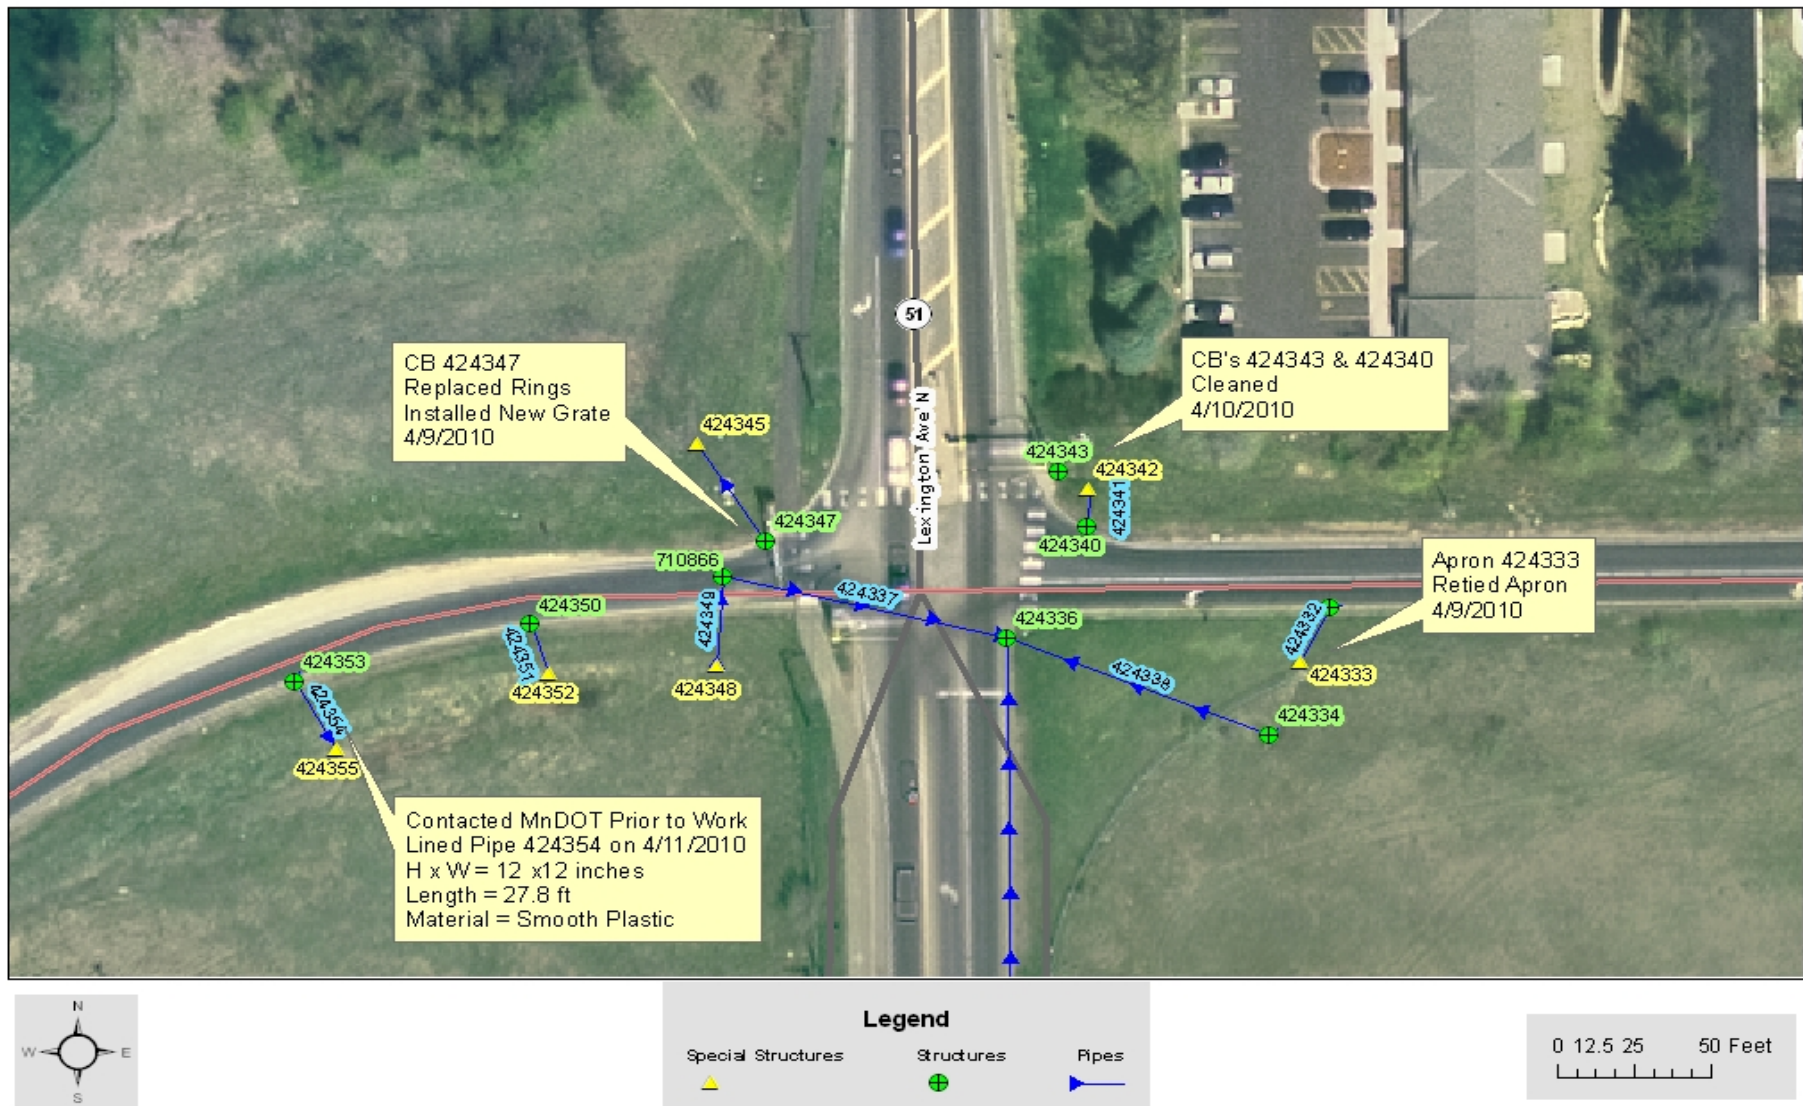 51
CB 424347
Replaced Rings
Installed New Grate
4/9/2010
CB's 424343 & 424340
Cleaned
4/10/2010
Lexington Ave N
424345
424343
424342
424341
424347
424340
710866
Apron 424333
Retied Apron
4/9/2010
424337
424350
424349
424336
424332
424351
424353
424338
424333
424352
424348
424354
424334
424355
Contacted MnDOT Prior to Work
Lined Pipe 424354 on 4/11/2010
H x W = 12 x12 inches
Length = 27.8 ft
Material = Smooth Plastic
N
W E
S
Legend
Special Structures Structures Pipes
0 12.5 25 50 Feet